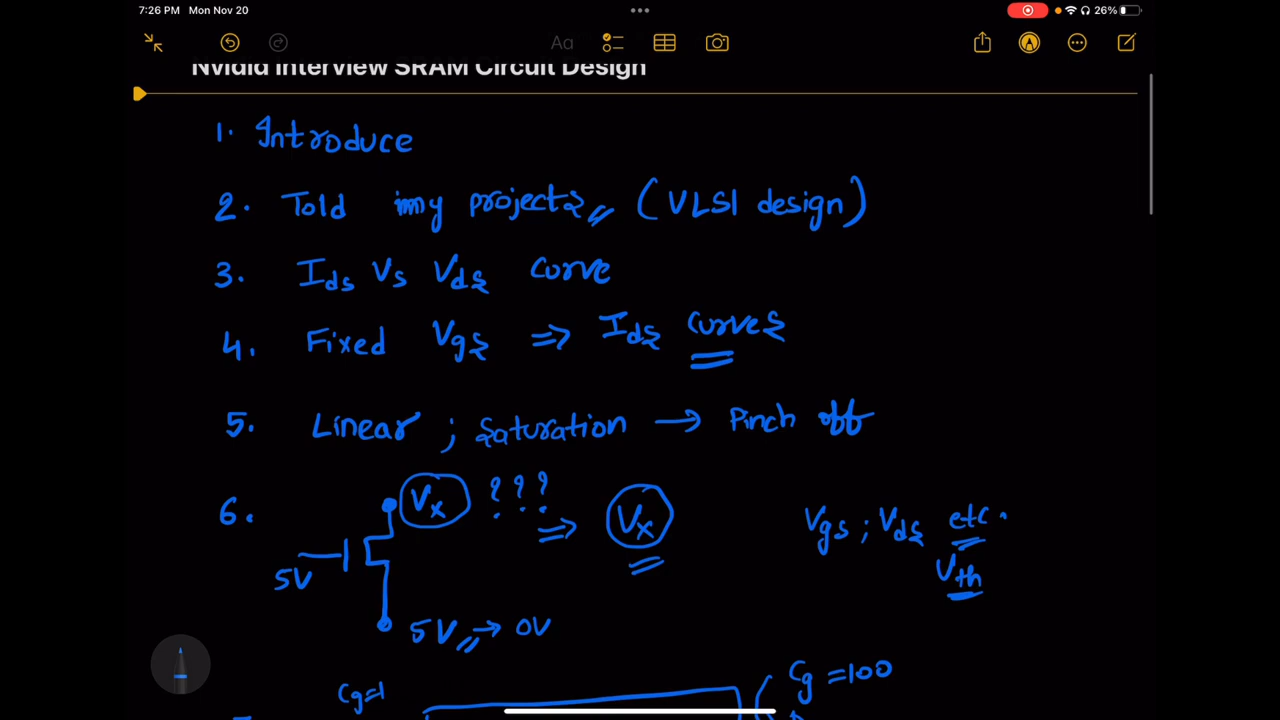 7:26 PM Mon Nov 20
26%
Aa
Nvidia Interview SRAM Circuit Design
1. Introduce
2. Told my projects (VLSI design)
3. Ids Vs Vds curve
4. Fixed Vgs => Ids curves
5. Linear ; Saturation → Pinch off
6. Vx ??? => Vx Vgs ; Vds etc.
Vth
5V
5V → 0V
Cg=1
Cg =100